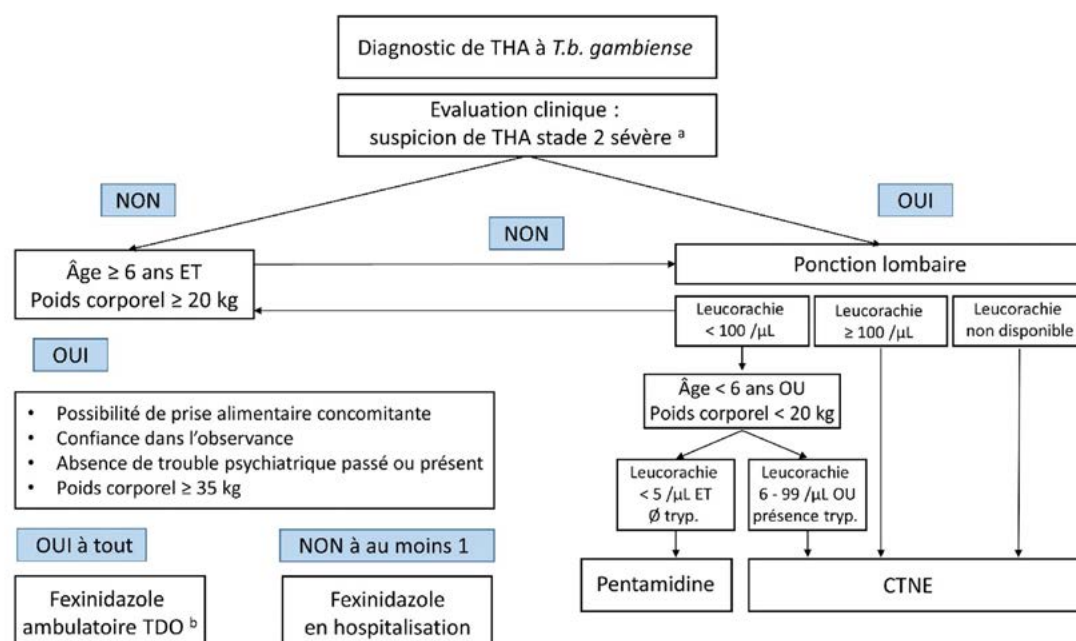 Diagnostic de THA à T.b. gambiense
Evaluation clinique :
suspicion de THA stade 2 sévère a
NON
OUI
NON
Âge ≥ 6 ans ET
Poids corporel ≥ 20 kg
Ponction lombaire
Leucorachie
< 100 /µL
Leucorachie
≥ 100 /µL
Leucorachie
non disponible
OUI
Âge < 6 ans OU
Poids corporel < 20 kg
• Possibilité de prise alimentaire concomitante
• Confiance dans l'observance
• Absence de trouble psychiatrique passé ou présent
• Poids corporel ≥ 35 kg
Leucorachie
< 5 /µL ET
Ø tryp.
Leucorachie
6 - 99 /µL OU
présence tryp.
OUI à tout
NON à au moins 1
Pentamidine
CTNE
Fexinidazole
ambulatoire TDO b
Fexinidazole
en hospitalisation